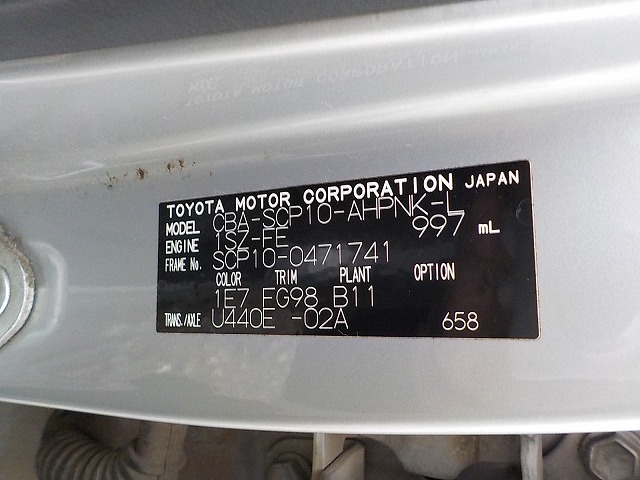 TOYOTA MOTOR CORPORATION JAPAN
MODEL CBA-SCP10-AHPNK-L
ENGINE 1SZ-FE 997 mL
FRAME No. SCP10-0471741
COLOR TRIM PLANT OPTION
1E7 FG98 B11
TRANS./AXLE U440E -02A 658